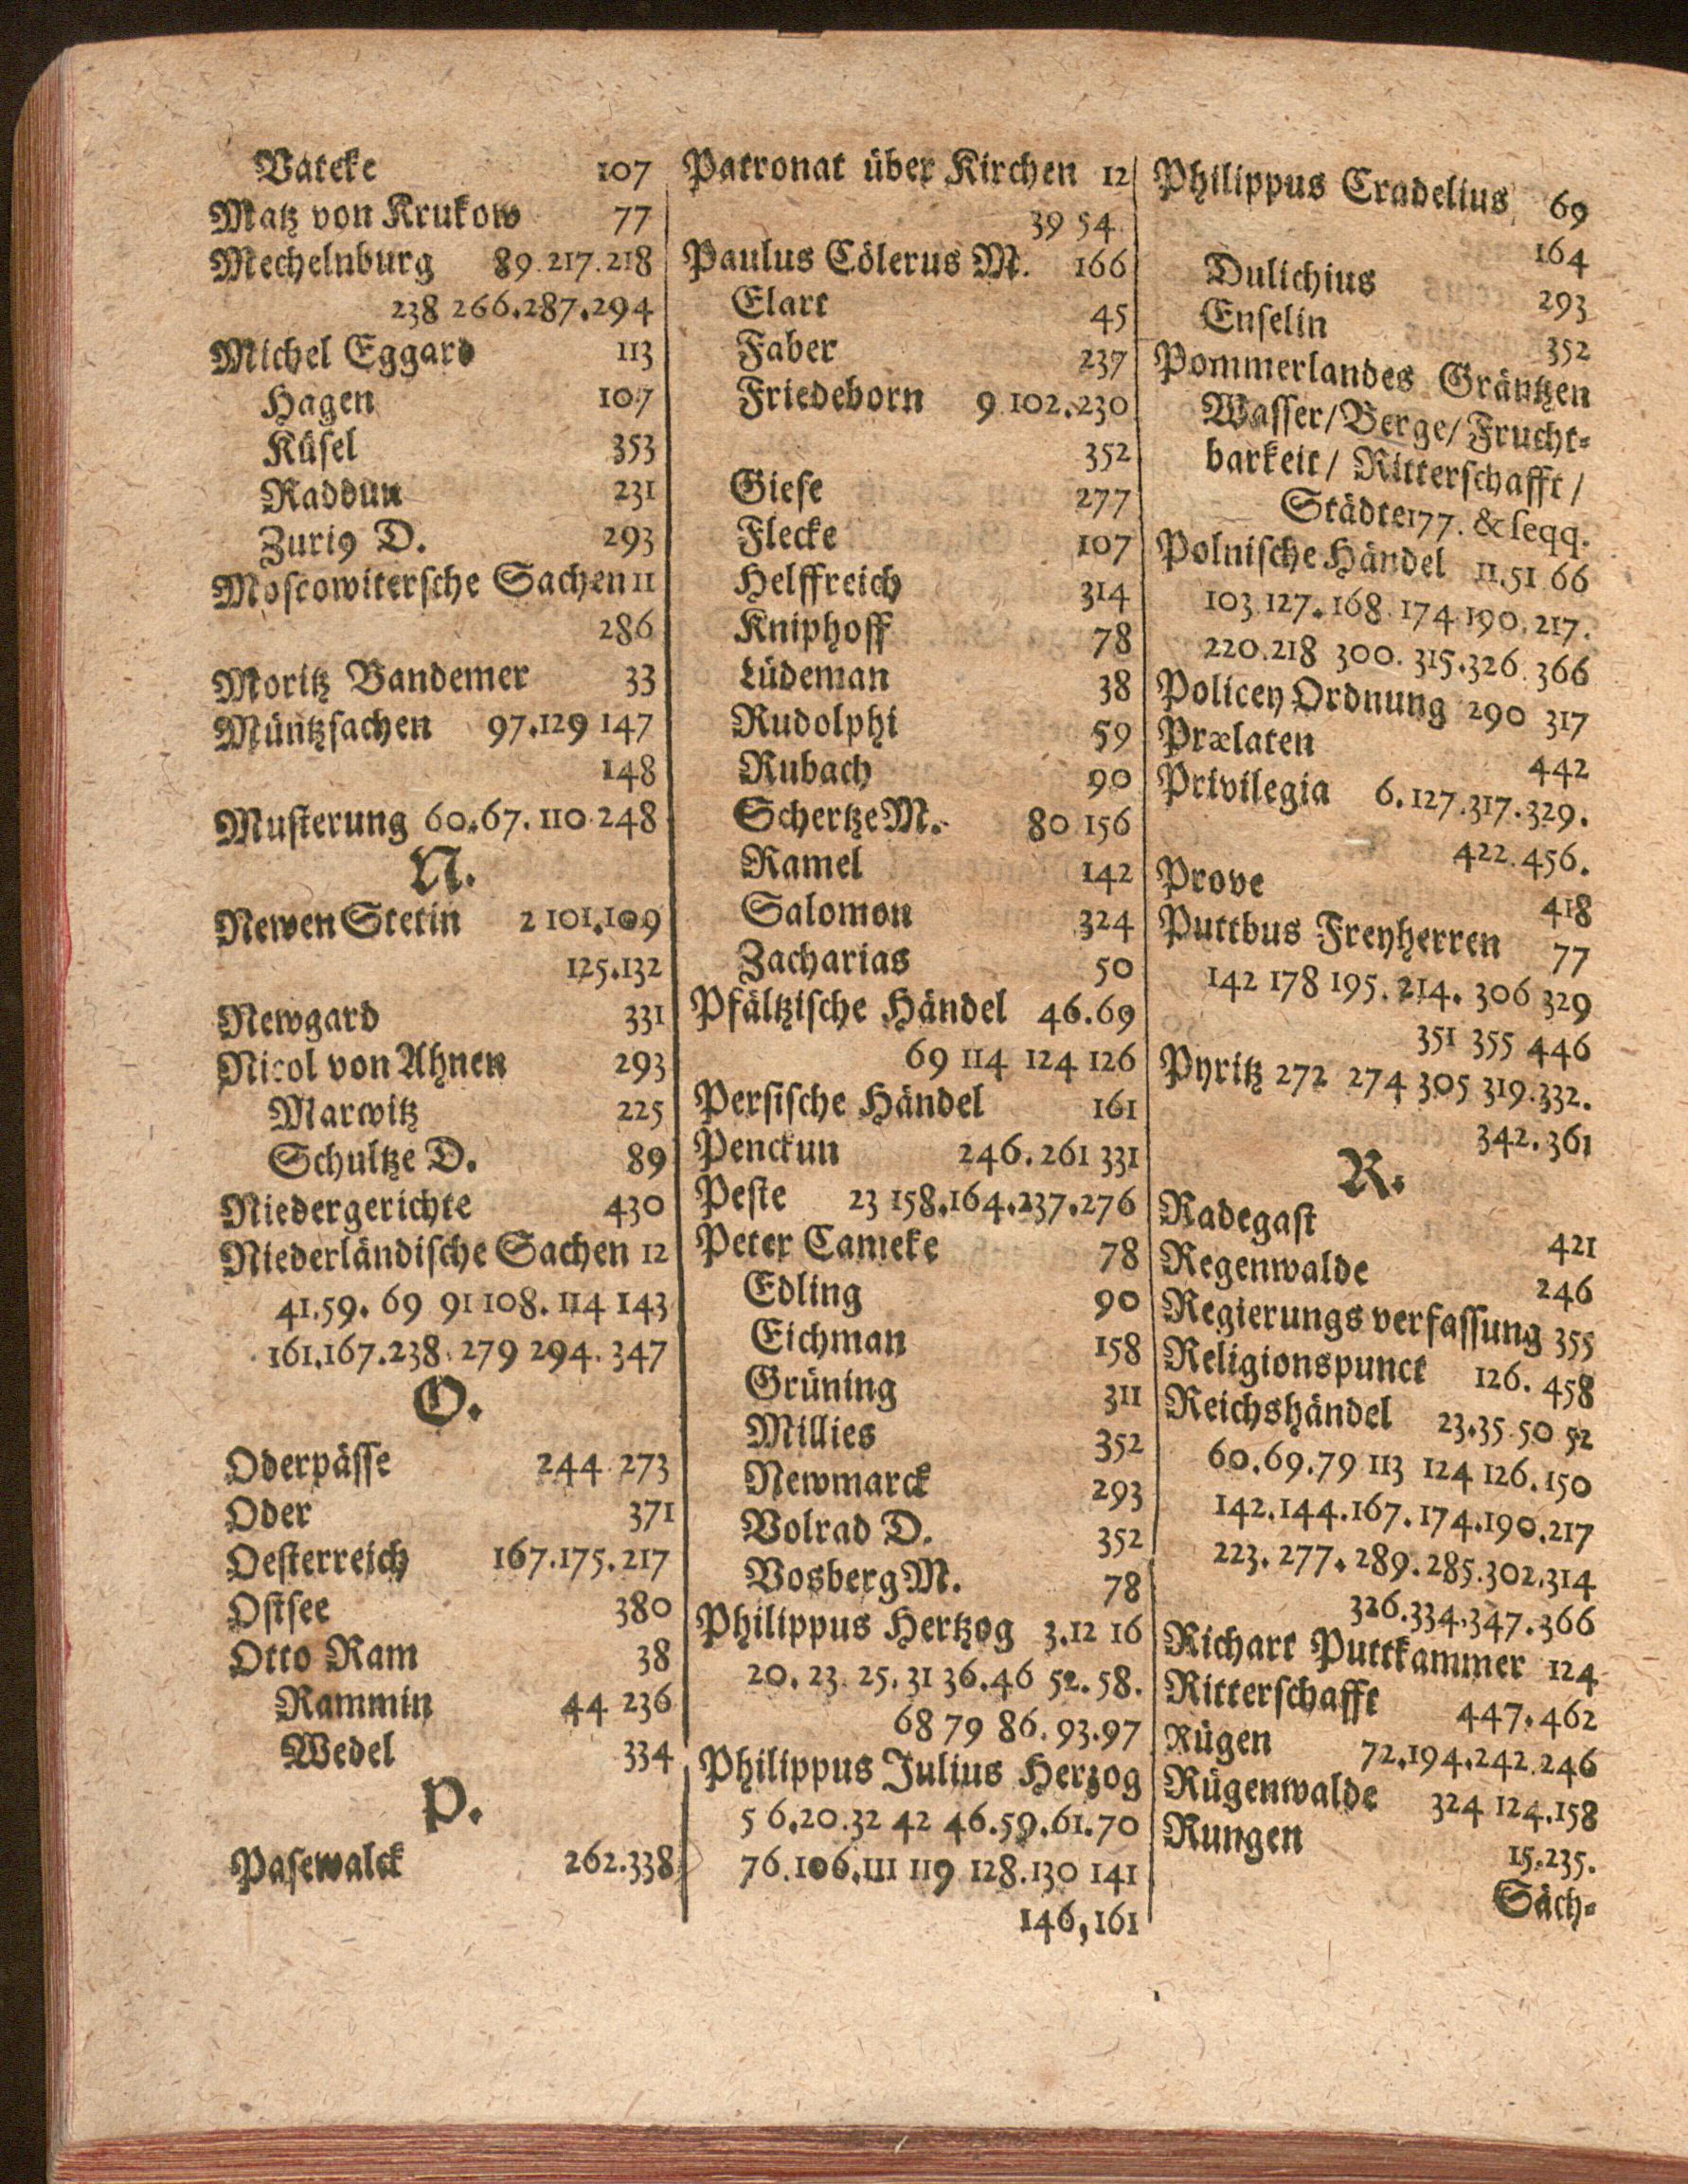 Vateke 107
Matz von Krukow 77
Mechelnburg 89.217.218
238 266.287.294
Michel Eggard 113
Hagen 107
Küsel 353
Raddun 231
Zurig D. 293
Moscowitersche Sachen 11
286
Moritz Bandemer 33
Müntzsachen 97.129 147
148
Musterung 60.67.110.248
N.
Newen Stetin 2 101.109
125.132
Newgard 331
Nicol von Ahnen 293
Marwitz 225
Schultze D. 89
Niedergerichte 430
Niederländische Sachen 12
41.59. 69 91 108. 114 143
161.167.238. 279 294. 347
O.
Oderpässe 244.273
Oder 371
Oesterreich 167.175.217
Ostsee 380
Otto Ram 38
Rammin 44 236
Wedel 334
P.
Pasewalck 262.338
Patronat über Kirchen 12
39 54
Paulus Cölerus M. 166
Elart 45
Faber 237
Friedeborn 9 102.230
352
Giese 277
Flecke 107
Helffreich 314
Kniphoff 78
Lüdeman 38
Rudolphi 59
Rubach 90
Schertze M. 80 156
Ramel 142
Salomon 324
Zacharias 50
Pfältzische Händel 46.69
69 114 124 126
Persische Händel 161
Penckun 246.261 331
Peste 23 158.164.237.276
Peter Cameke 78
Edling 90
Eichman 158
Grüning 311
Millies 352
Newmarck 293
Volrad D. 352
Vosberg M. 78
Philippus Hertzog 3.12 16
20. 23. 25. 31 36.46 52.58.
68 79 86. 93.97
Philippus Julius Herzog
5 6.20.32 42 46.59.61.70
76.106.111 119 128.130 141
146,161
Philippus Cradelius 69
164
Dulichius 293
Enselin 352
Pommerlandes Gräntzen
Wasser/Berge/Frucht-
barkeit/ Ritterschafft/
Städte 177. & seqq.
Polnische Händel 11.51 66
103 127.168.174.190.217.
220.218 300. 315.326.366
Policey Ordnung 290 317
Prælaten 442
Privilegia 6.127.317.329.
422.456.
Prove 418
Puttbus Freyherren 77
142 178 195. 214. 306 329
351 355 446
Pyritz 272 274 305 319.332.
342.361
R.
Radegast 421
Regenwalde 246
Regierungs verfassung 355
Religionspunct 126. 458
Reichshändel 23.35.50 52
60.69.79 113 124 126.150
142.144.167.174.190.217
223. 277. 289.285.302.314
326.334.347.366
Richart Puttkammer 124
Ritterschafft 447.462
Rügen 72.194.242.246
Rügenwalde 324 124.158
Rungen 15.235.
Säch-